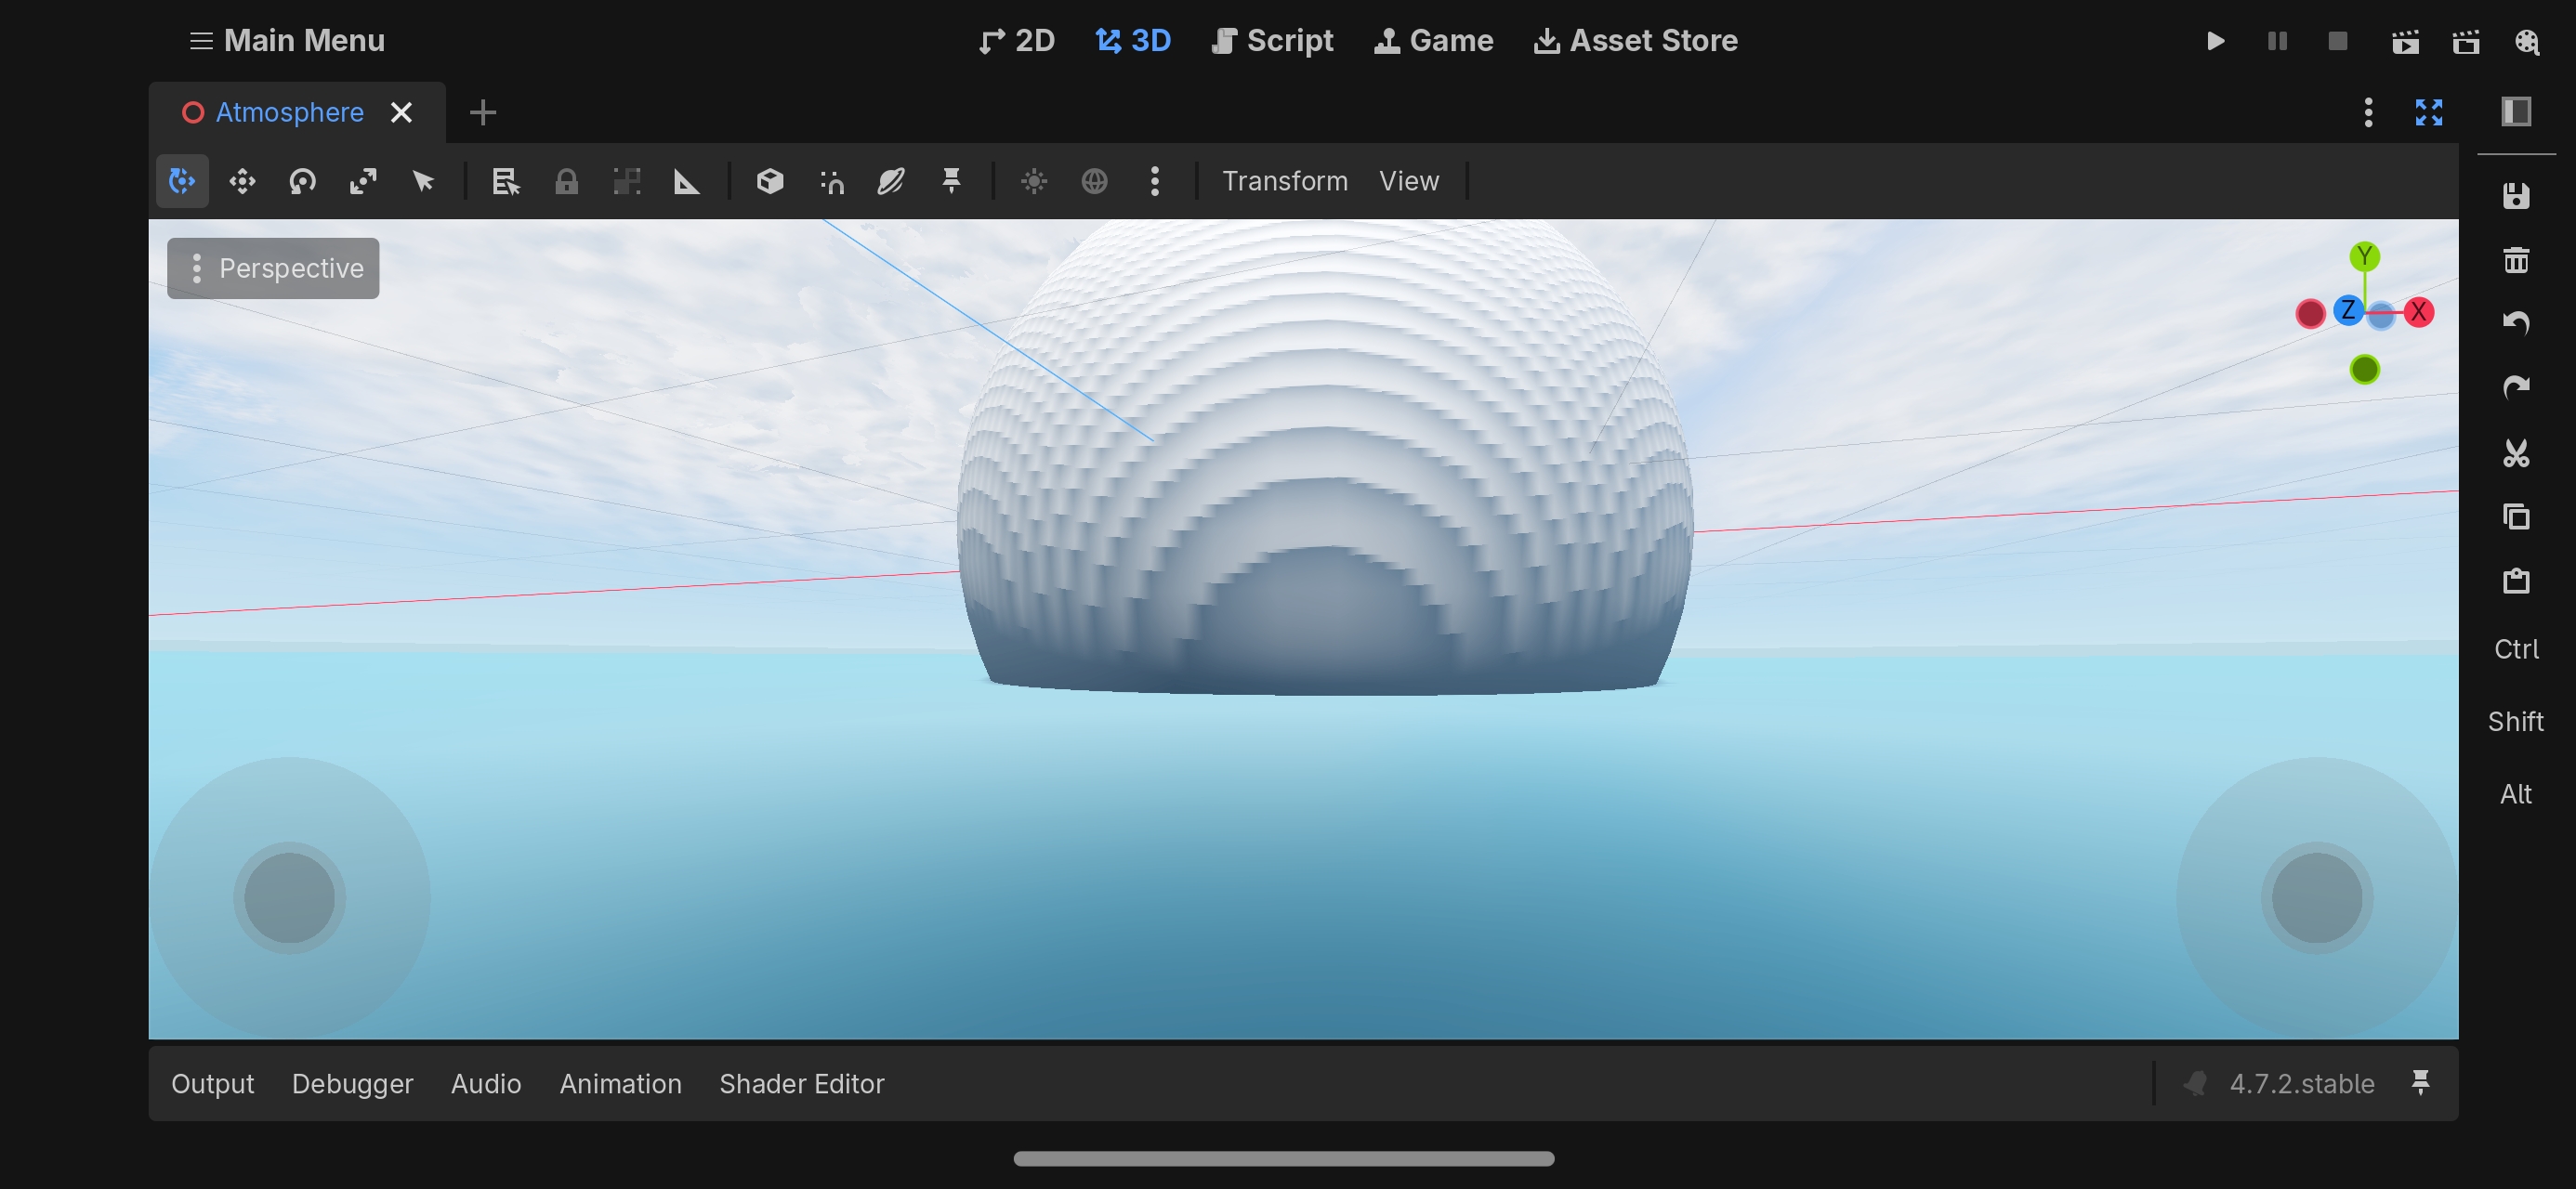 Main Menu
2D 3D Script Game Asset Store
Atmosphere
Transform View
Perspective
Y
Z X
Ctrl
Shift
Alt
Output Debugger Audio Animation Shader Editor 4.7.2.stable